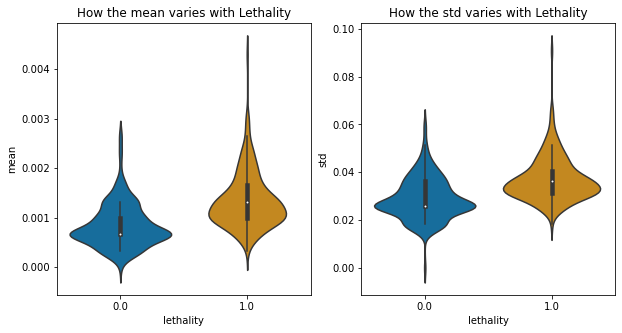 How the mean varies with Lethality
0.004
0.003
0.002
0.001
0.000
mean
0.0
1.0
lethality
How the std varies with Lethality
0.10
0.08
0.06
0.04
0.02
0.00
std
0.0
1.0
lethality